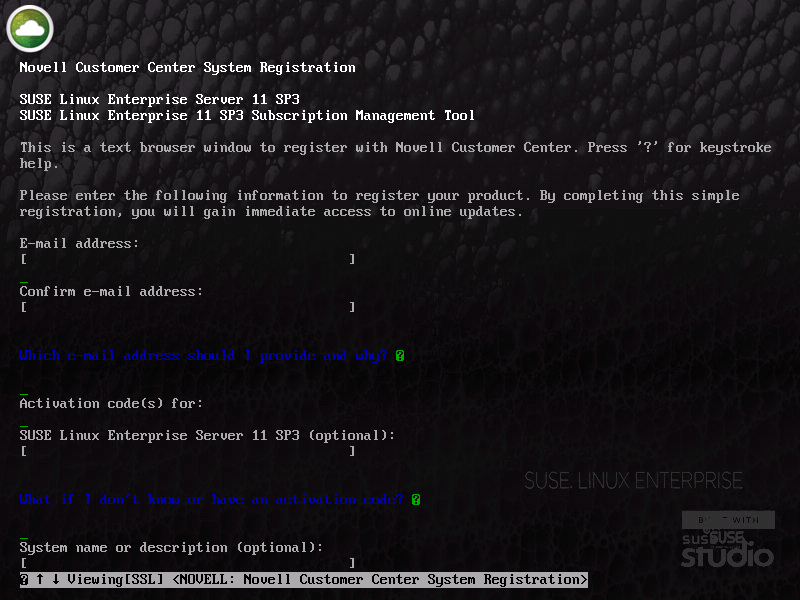 Novell Customer Center System Registration
SUSE Linux Enterprise Server 11 SP3
SUSE Linux Enterprise 11 SP3 Subscription Management Tool
This is a text browser window to register with Novell Customer Center. Press '?' for keystroke
help.
Please enter the following information to register your product. By completing this simple
registration, you will gain immediate access to online updates.
E-mail address:
[ ]
Confirm e-mail address:
[ ]
Which e-mail address should I provide and why? ?
Activation code(s) for:
SUSE Linux Enterprise Server 11 SP3 (optional):
[ ]
SUSE. LINUX ENTERPRISE
What if I don't know or have an activation code? ?
BUILT WITH
SUSE
studio
System name or description (optional):
[ ]
? ↑ ↓ Viewing[SSL] <NOVELL: Novell Customer Center System Registration>